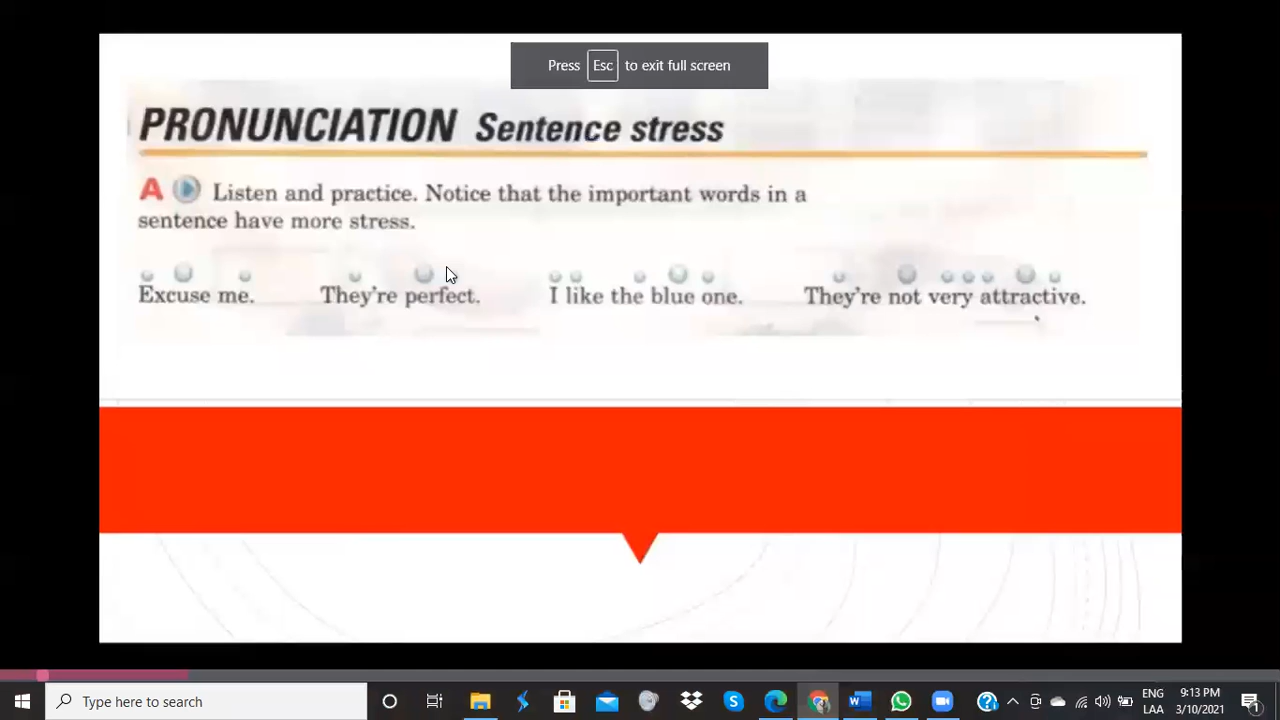 Press Esc to exit full screen
PRONUNCIATION Sentence stress
A Listen and practice. Notice that the important words in a
sentence have more stress.
Excuse me. They're perfect. I like the blue one. They're not very attractive.
Type here to search
ENG 9:13 PM
LAA 3/10/2021